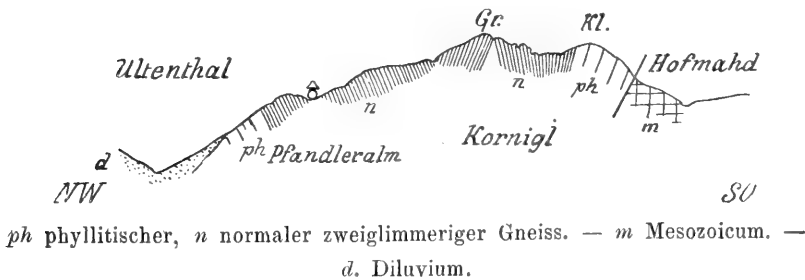 Gr. Kl.
Ultenthal Hofmahd
n n ph
d ph Pfandleralm Kornigl m
NW SO
ph phyllitischer, n normaler zweiglimmeriger Gneiss. — m Mesozoicum. —
d. Diluvium.